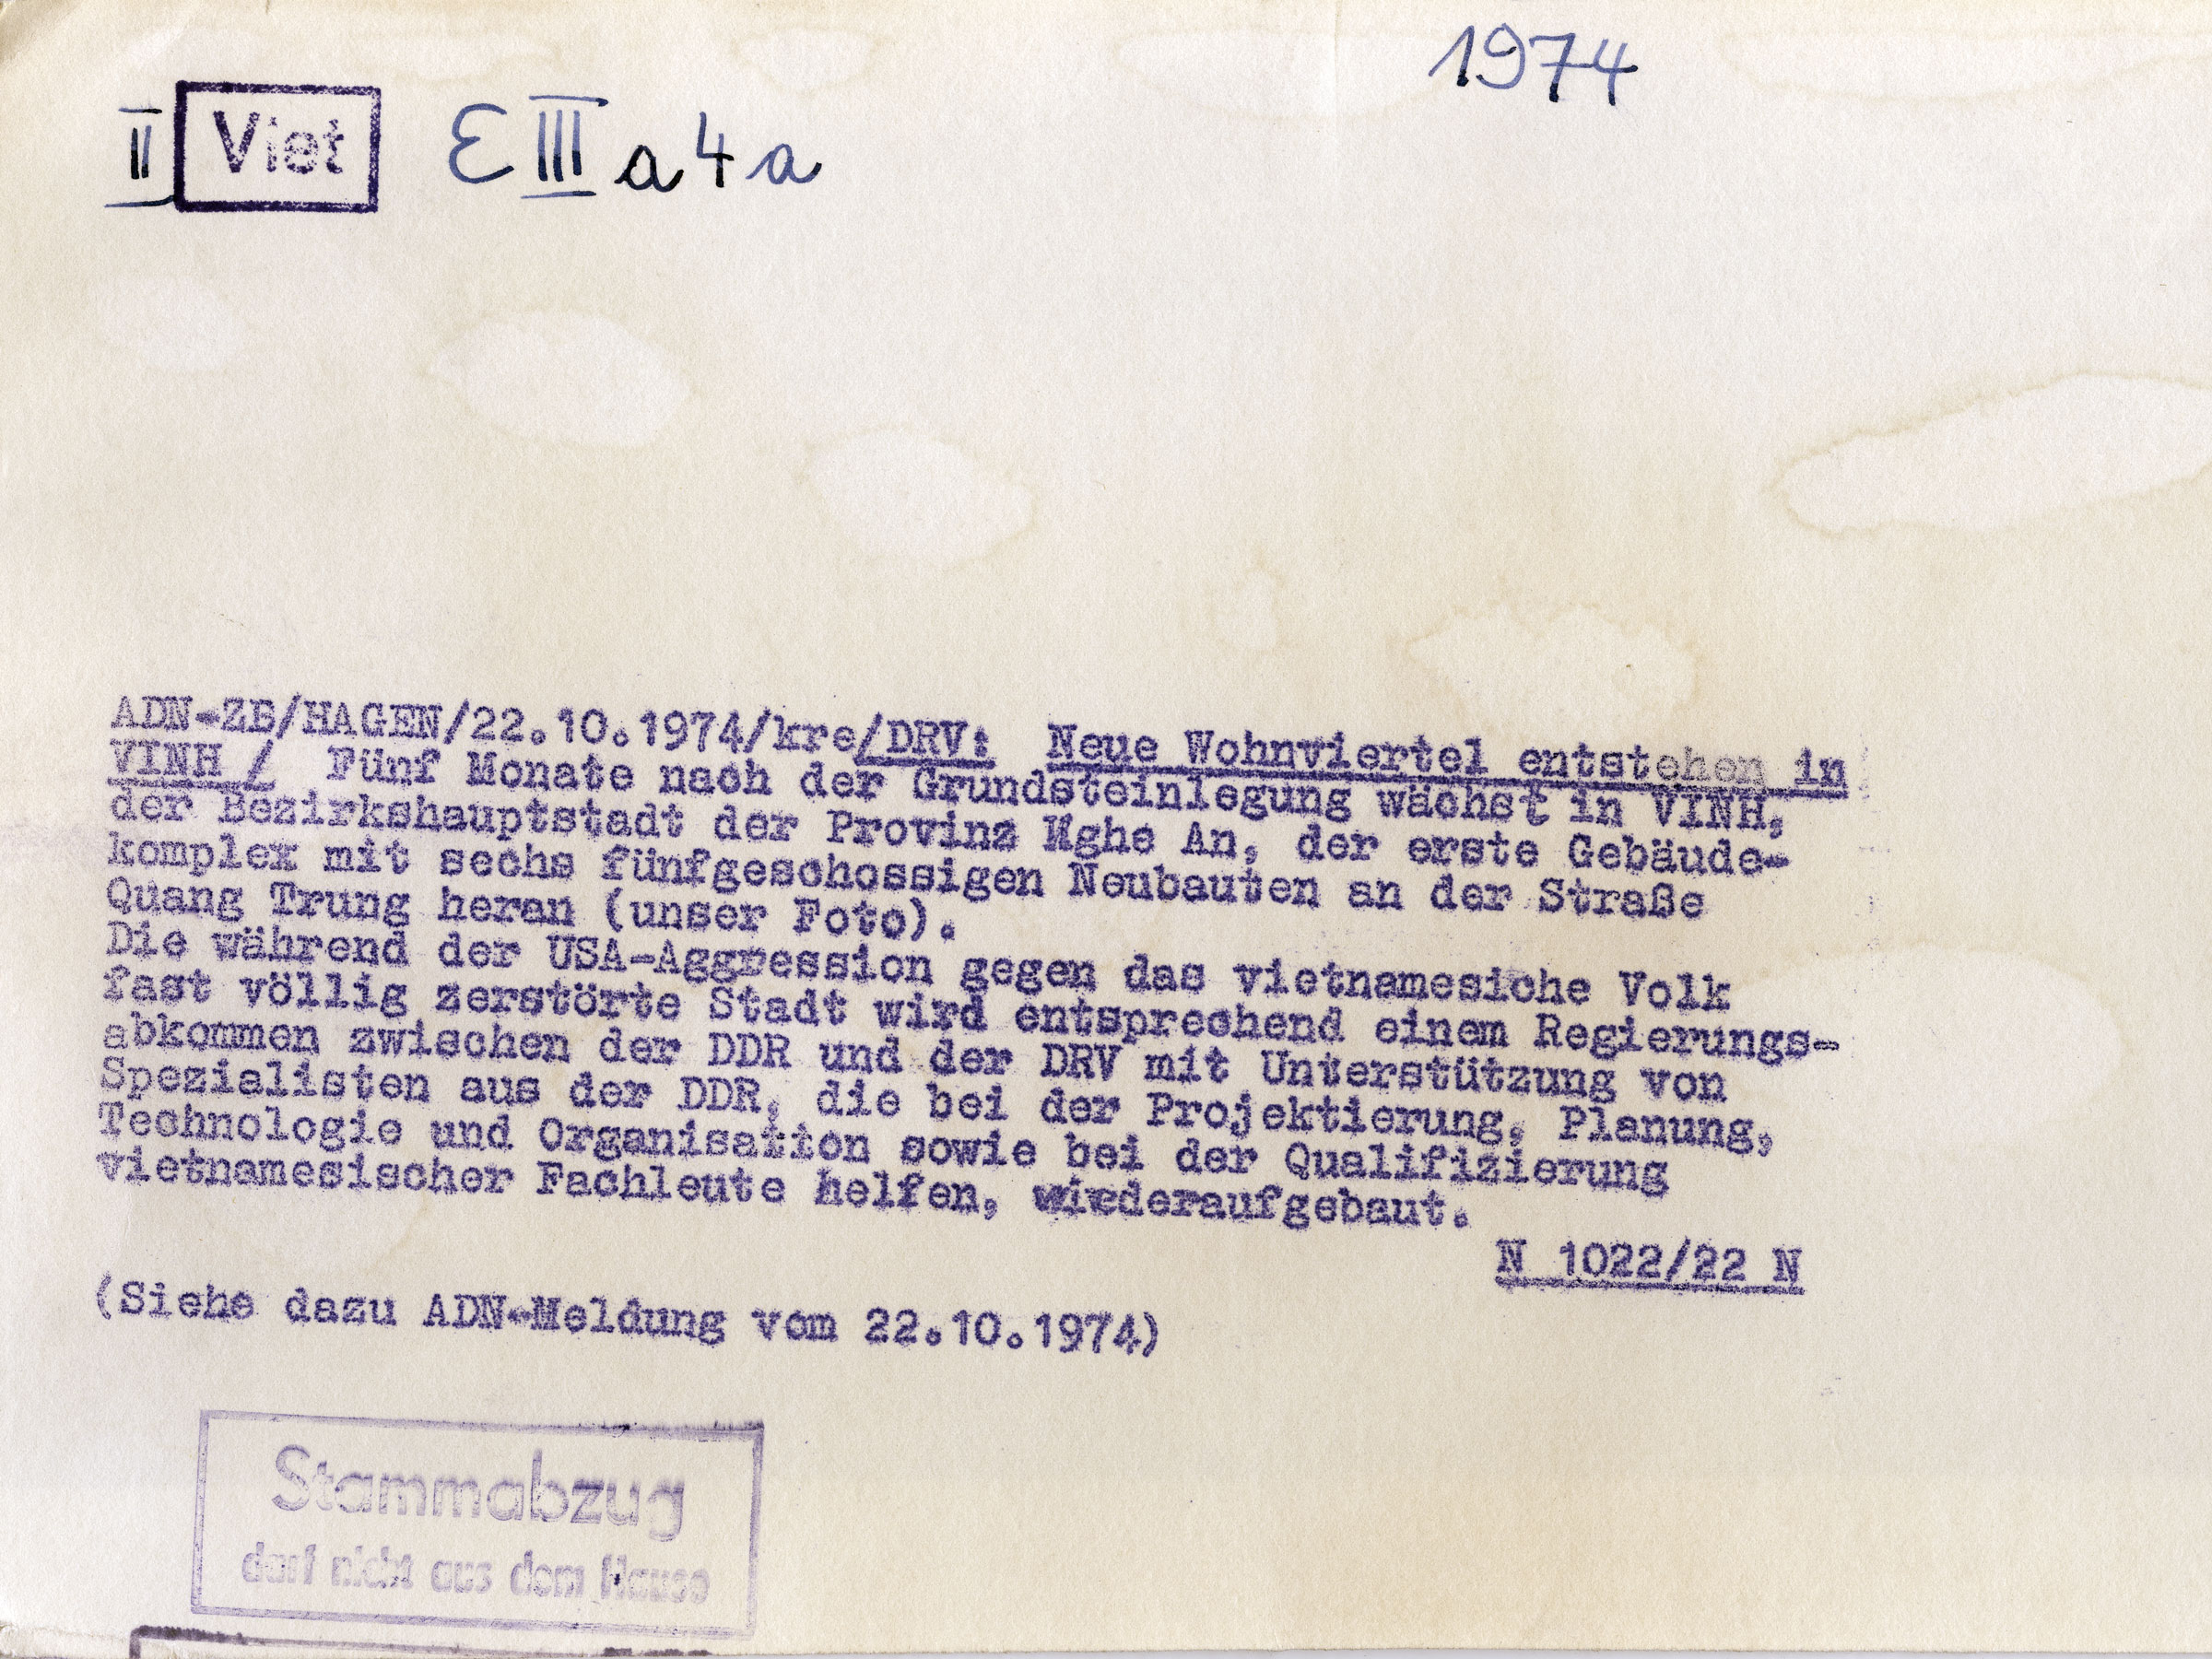 1974
II Viet E III a 4 a
ADN-ZB/HAGEN/22.10.1974/kre/DRV: Neue Wohnviertel entstehen in
VINH / Fünf Monate nach der Grundsteinlegung wächst in VINH,
der Bezirkshauptstadt der Provinz Nghe An, der erste Gebäude-
komplex mit sechs fünfgeschossigen Neubauten an der Straße
Quang Trung heran (unser Foto).
Die während der USA-Aggression gegen das vietnamesiche Volk
fast völlig zerstörte Stadt wird entsprechend einem Regierungs-
abkommen zwischen der DDR und der DRV mit Unterstützung von
Spezialisten aus der DDR, die bei der Projektierung, Planung,
Technologie und Organisation sowie bei der Qualifizierung
vietnamesischer Fachleute helfen, wiederaufgebaut.
N 1022/22 N
(Siehe dazu ADN-Meldung vom 22.10.1974)
Stammabzug
darf nicht aus dem Hause